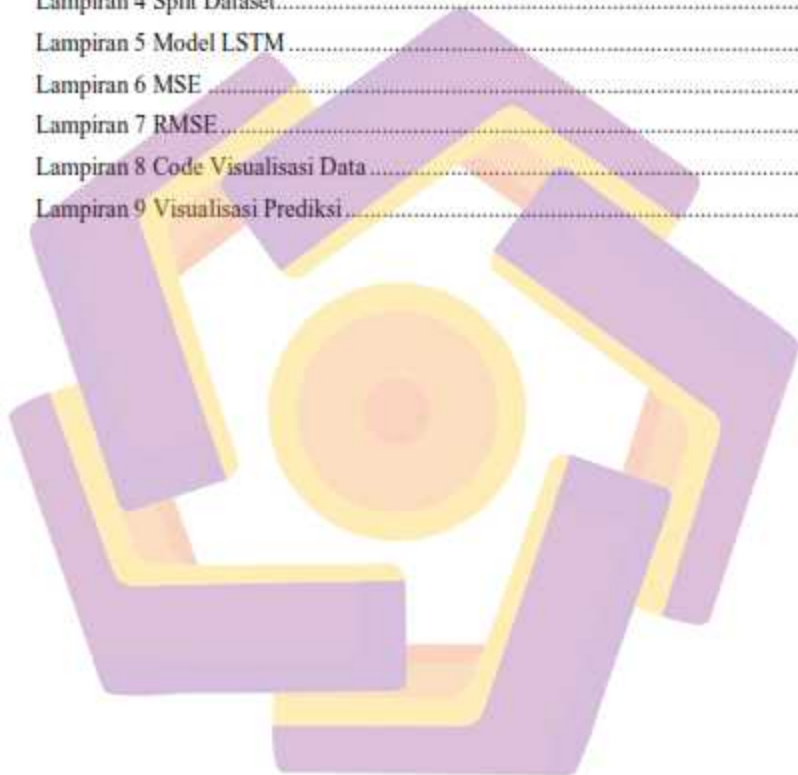 Lampiran 4 Split Dataset
Lampiran 5 Model LSTM
Lampiran 6 MSE
Lampiran 7 RMSE
Lampiran 8 Code Visualisasi Data
Lampiran 9 Visualisasi Prediksi